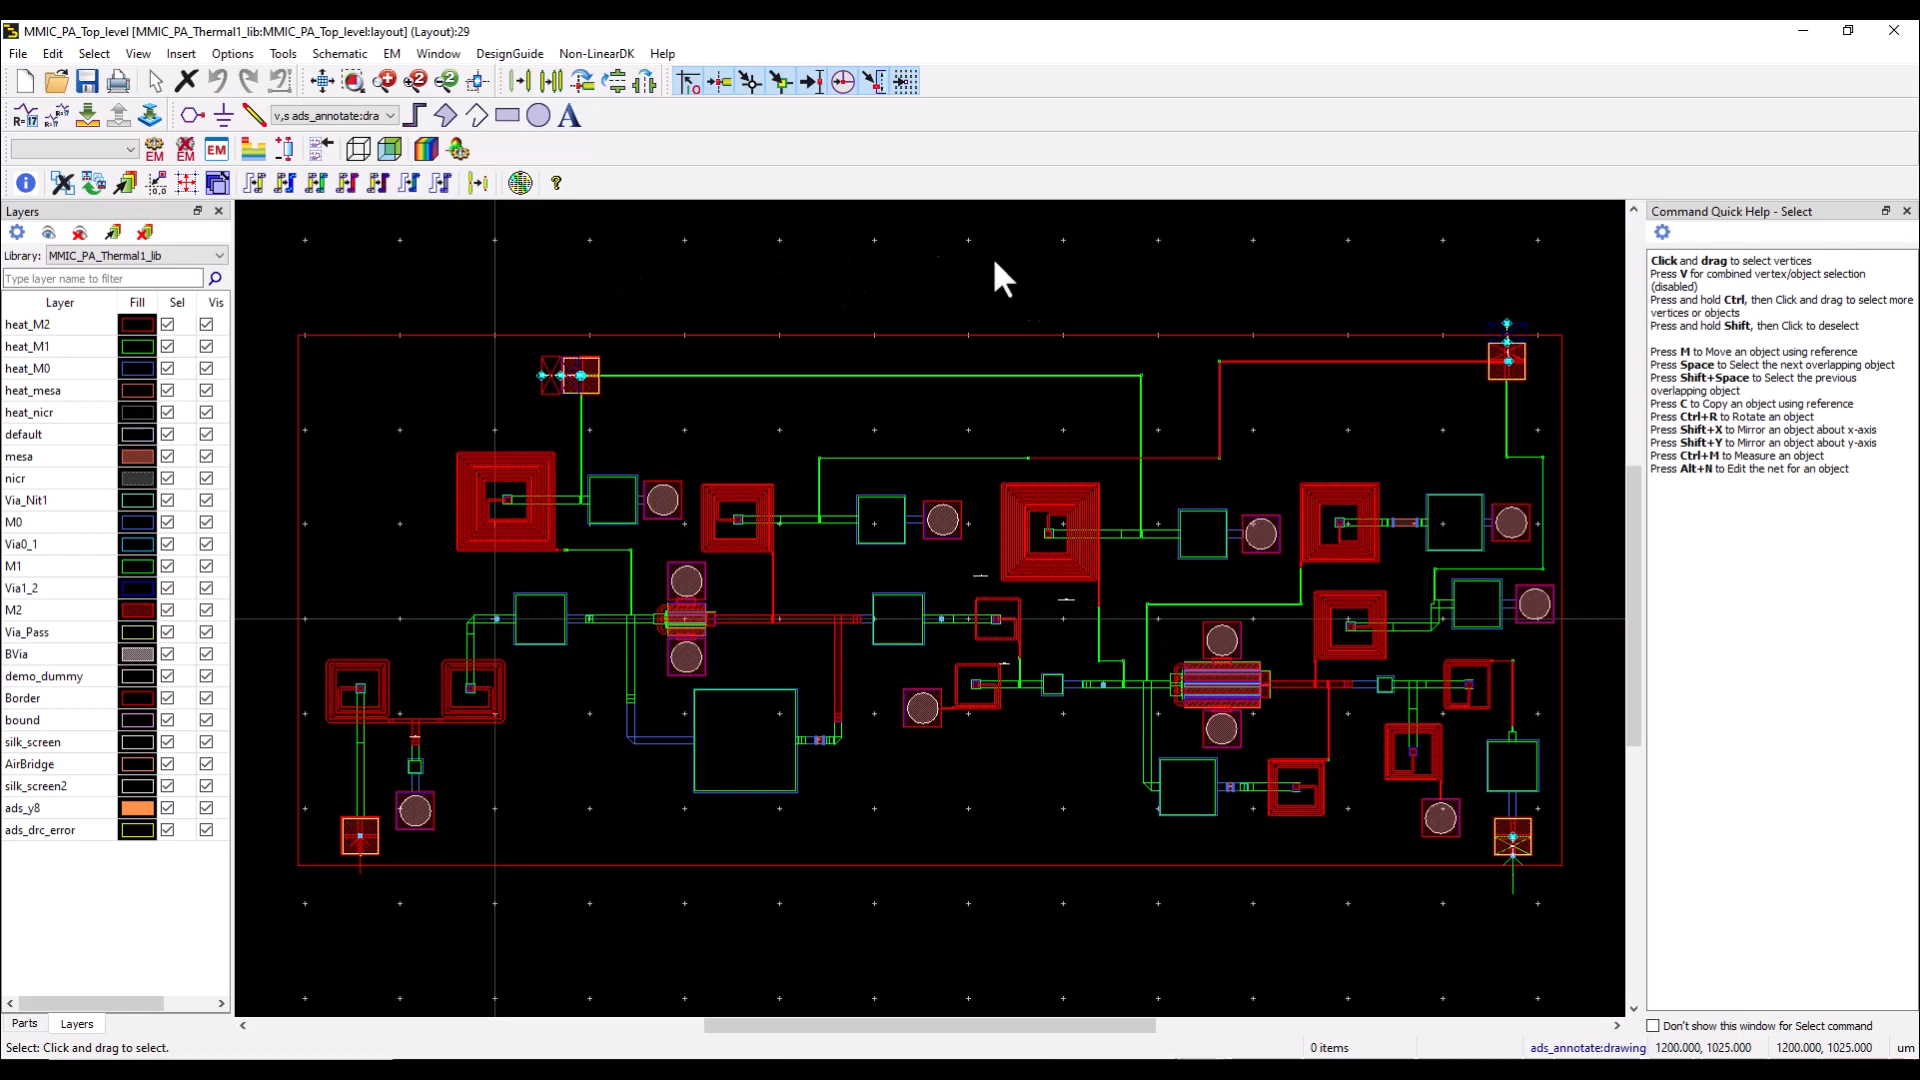 MMIC_PA_Top_level [MMIC_PA_Thermal1_lib:MMIC_PA_Top_level:layout] (Layout):29
File Edit Select View Insert Options Tools Schematic EM Window DesignGuide Non-LinearDK Help
v,s ads_annotate:dra
EM EM EM
Layers
Library: MMIC_PA_Thermal1_lib
Type layer name to filter
Layer Fill Sel Vis
heat_M2
heat_M1
heat_M0
heat_mesa
heat_nicr
default
mesa
nicr
Via_Nit1
M0
Via0_1
M1
Via1_2
M2
Via_Pass
BVia
demo_dummy
Border
bound
silk_screen
AirBridge
silk_screen2
ads_y8
ads_drc_error
Parts Layers
Command Quick Help - Select
Click and drag to select vertices
Press V for combined vertex/object selection
(disabled)
Press and hold Ctrl, then Click and drag to select more
vertices or objects
Press and hold Shift, then Click to deselect
Press M to Move an object using reference
Press Space to Select the next overlapping object
Press Shift+Space to Select the previous
overlapping object
Press C to Copy an object using reference
Press Ctrl+R to Rotate an object
Press Shift+X to Mirror an object about x-axis
Press Shift+Y to Mirror an object about y-axis
Press Ctrl+M to Measure an object
Press Alt+N to Edit the net for an object
Don't show this window for Select command
Select: Click and drag to select.
0 items
ads_annotate:drawing
1200.000, 1025.000
1200.000, 1025.000
um